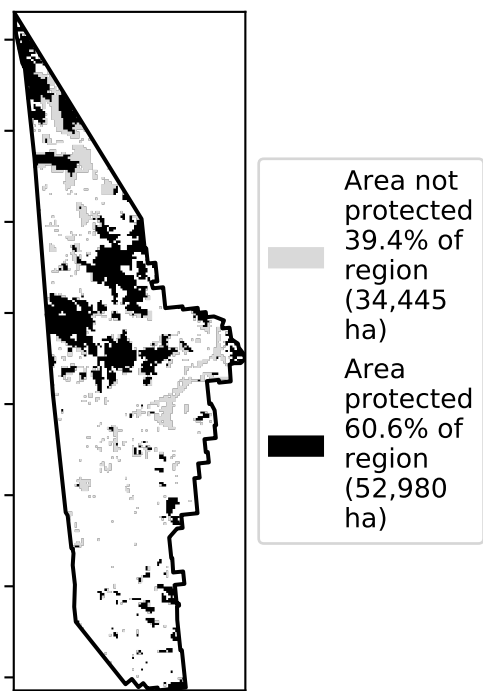 Area not
protected
39.4% of
region
(34,445
ha)
Area
protected
60.6% of
region
(52,980
ha)